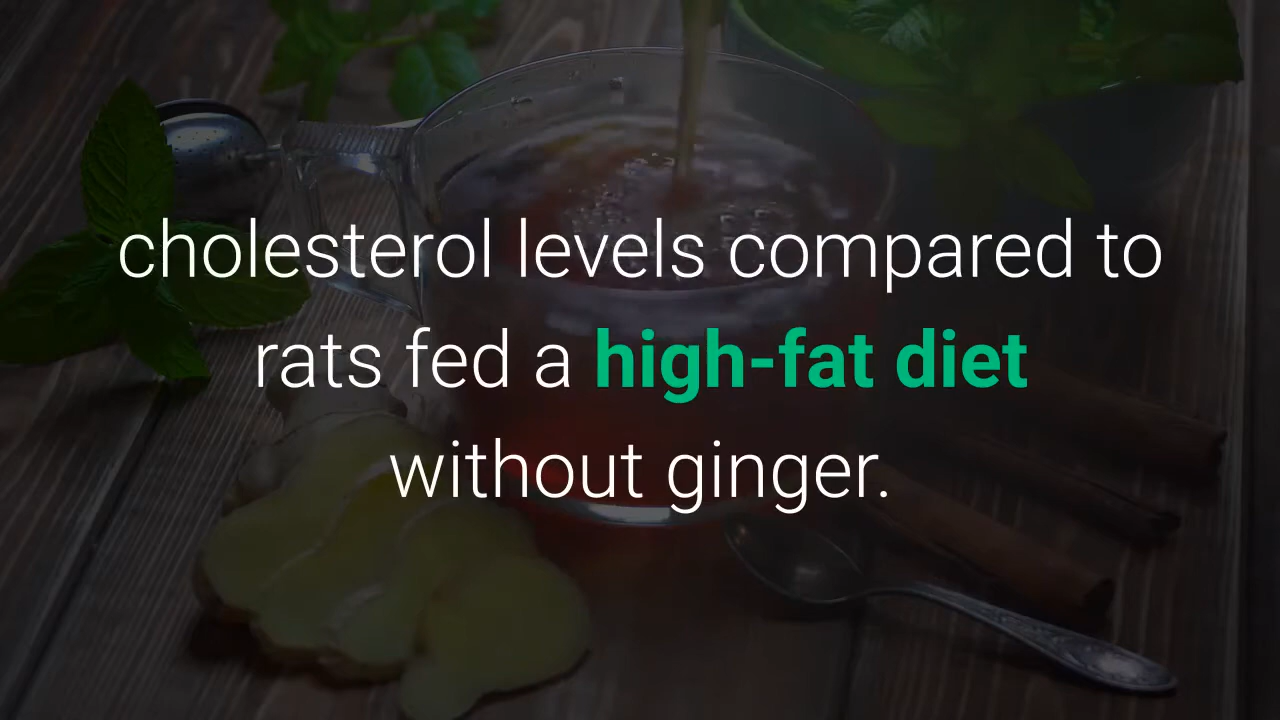 cholesterol levels compared to
rats fed a high-fat diet
without ginger.